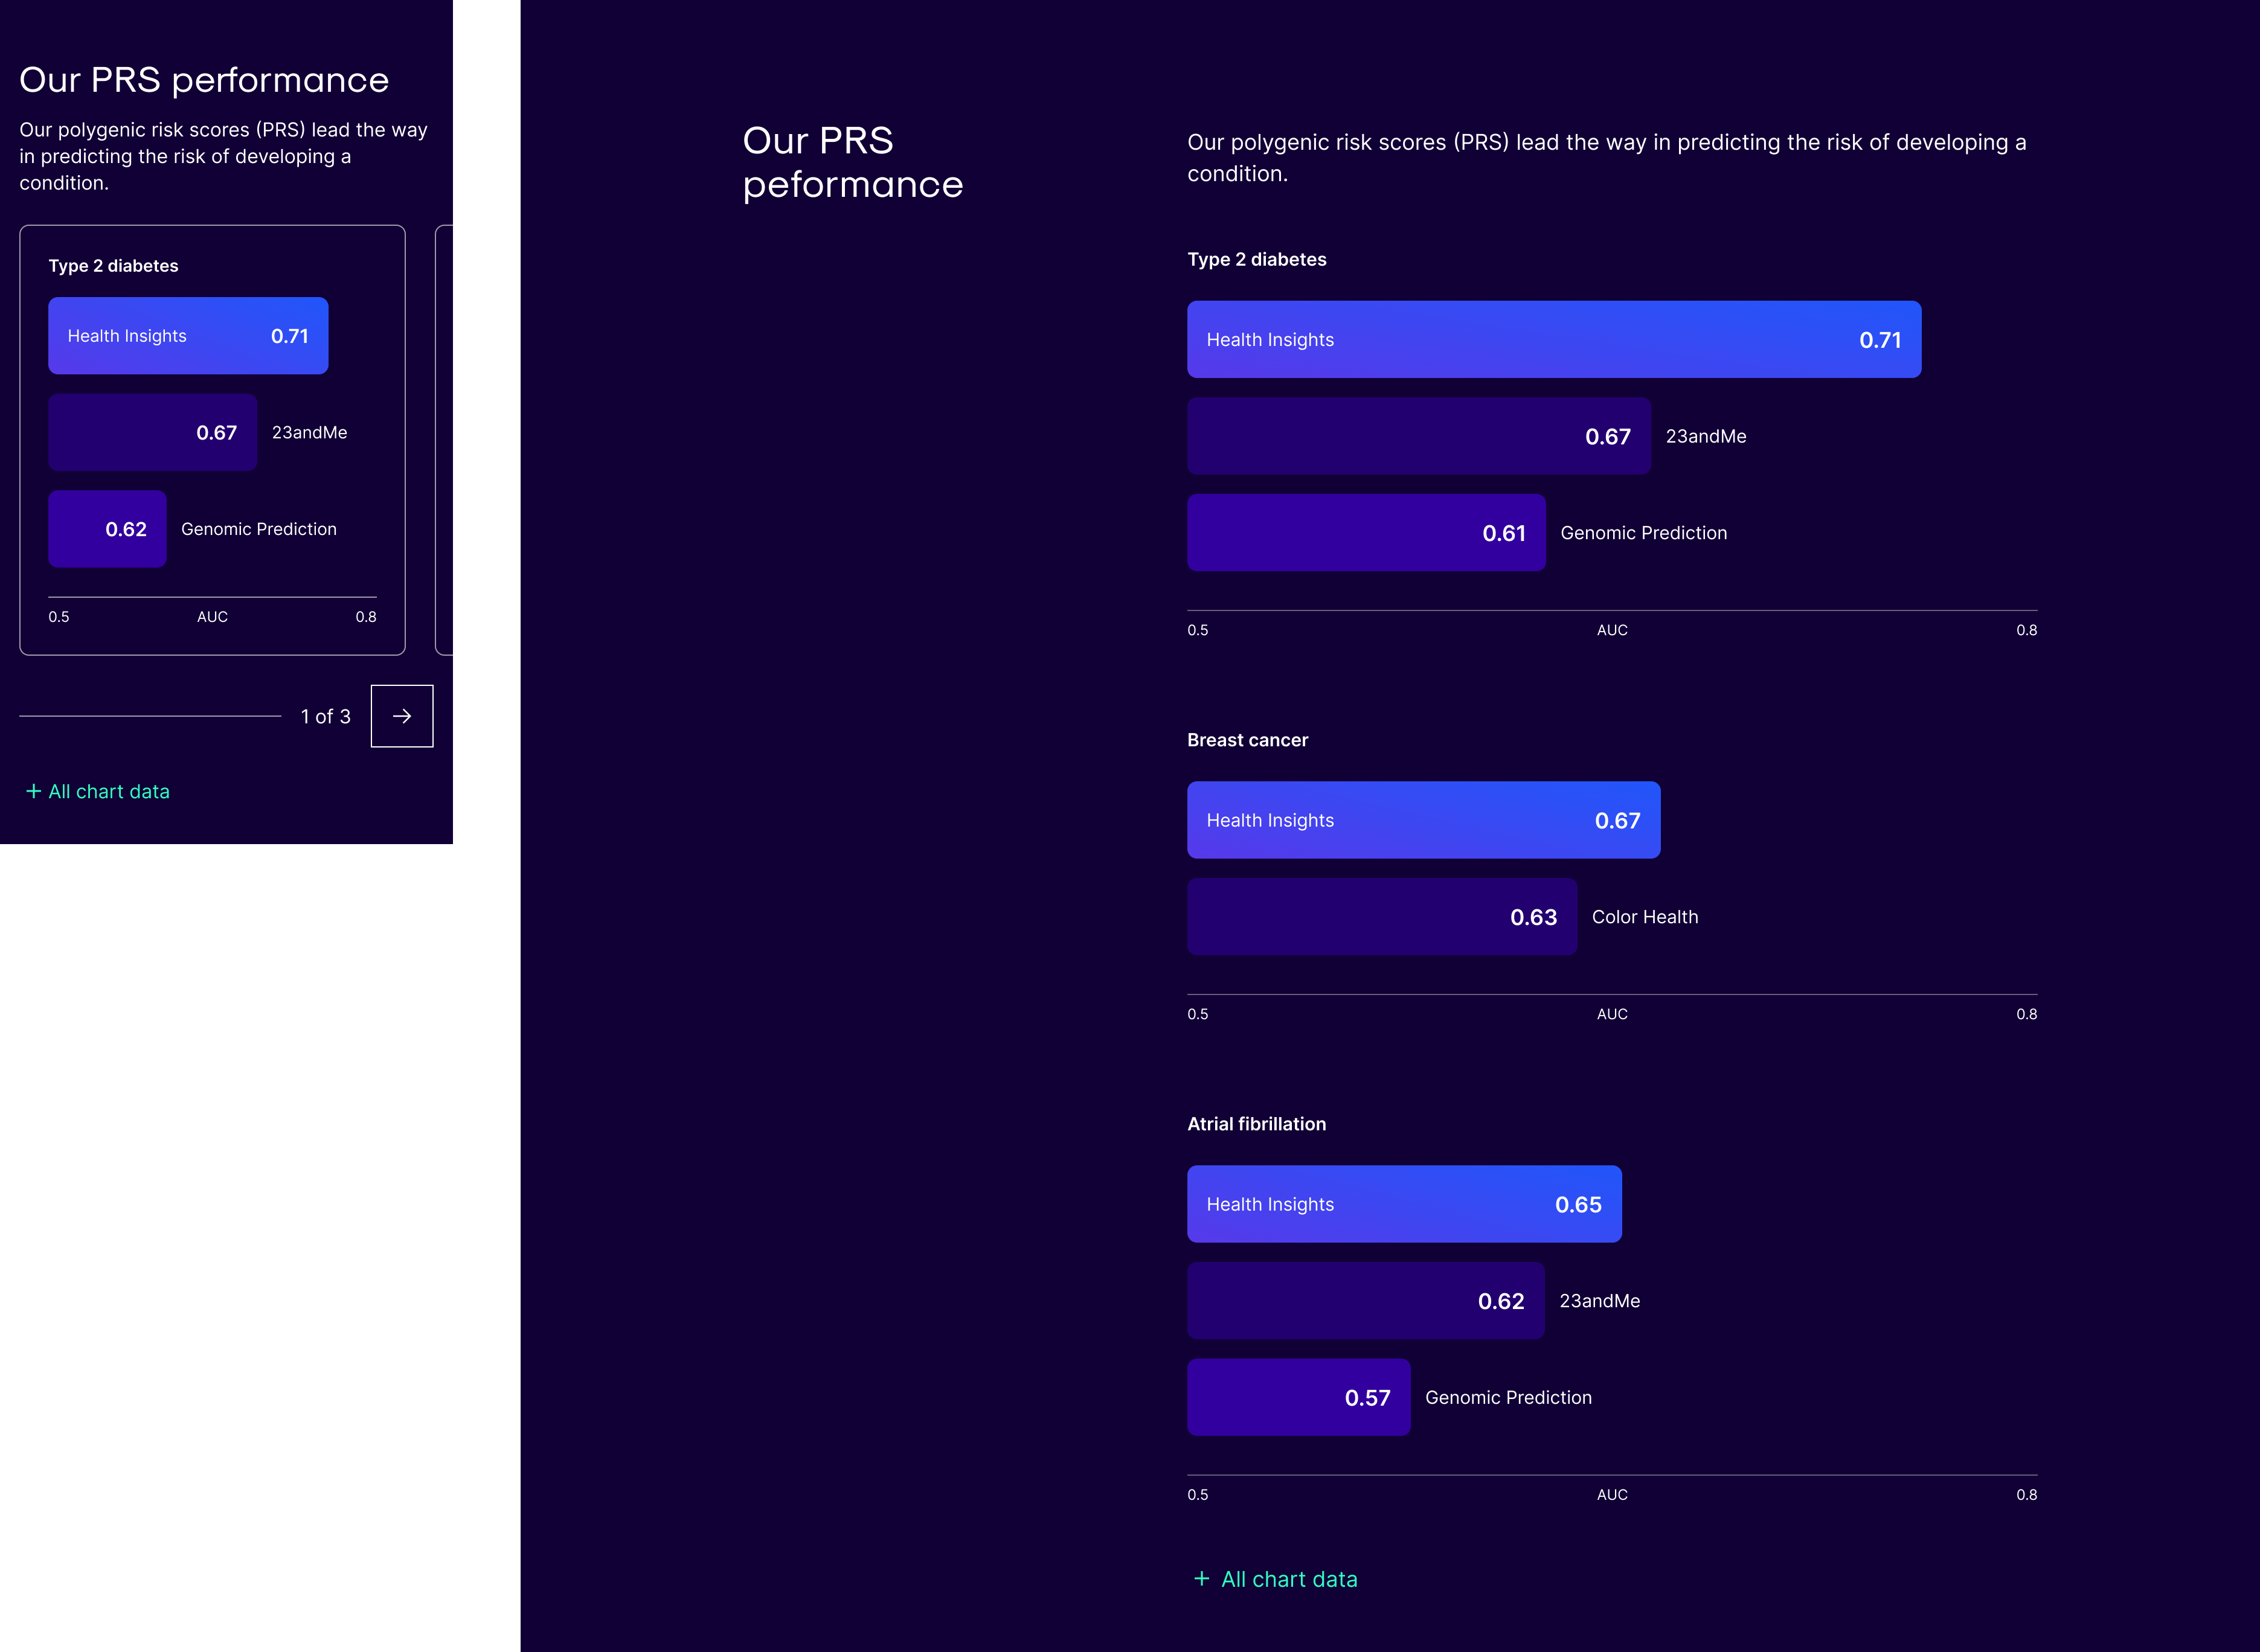 Our PRS performance
Our polygenic risk scores (PRS) lead the way
in predicting the risk of developing a
condition.
Type 2 diabetes
Health Insights 0.71
0.67 23andMe
0.62 Genomic Prediction
0.5 AUC 0.8
1 of 3
+ All chart data
Our PRS
peformance
Our polygenic risk scores (PRS) lead the way in predicting the risk of developing a
condition.
Type 2 diabetes
Health Insights 0.71
0.67 23andMe
0.61 Genomic Prediction
0.5 AUC 0.8
Breast cancer
Health Insights 0.67
0.63 Color Health
0.5 AUC 0.8
Atrial fibrillation
Health Insights 0.65
0.62 23andMe
0.57 Genomic Prediction
0.5 AUC 0.8
+ All chart data